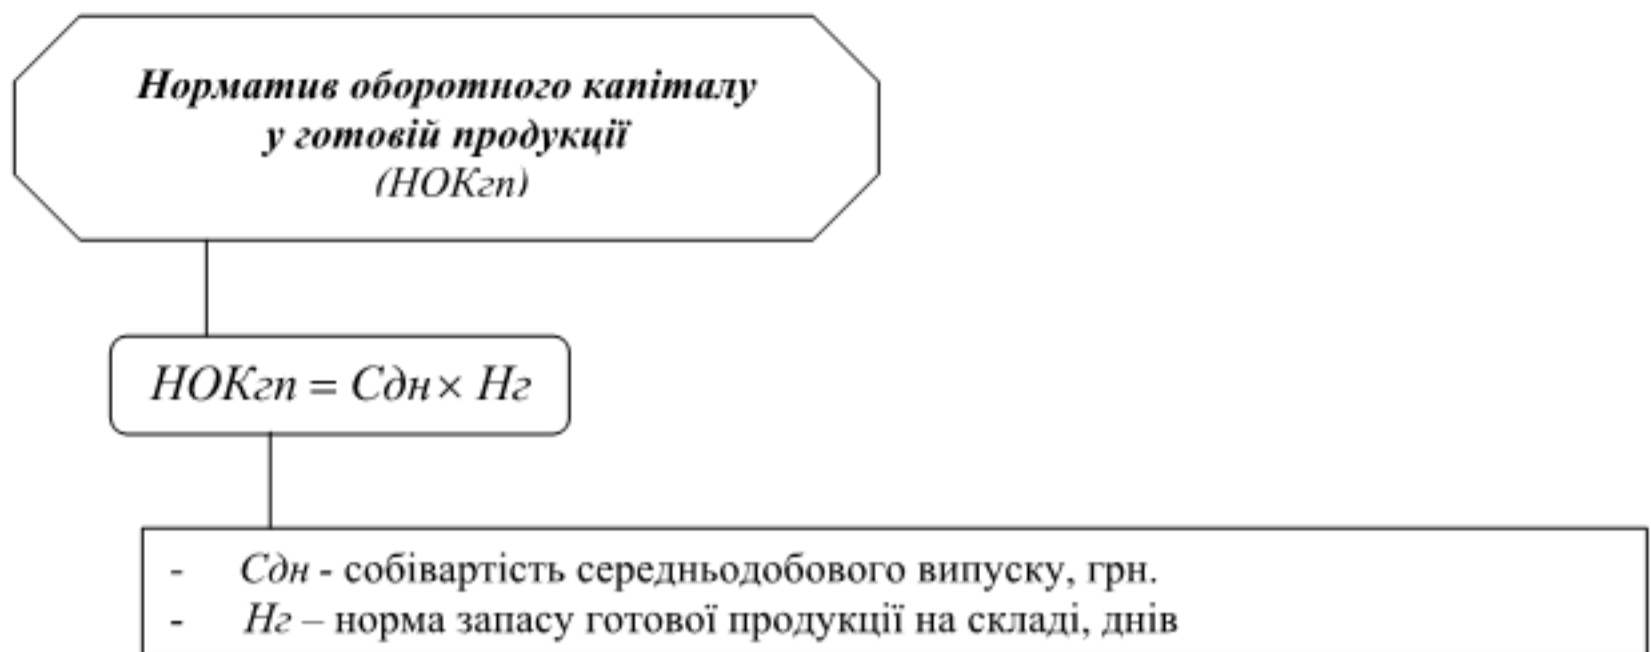 Норматив оборотного капіталу
у готовій продукції
(НОКгп)
НОКгп = Сдн × Нг
- Сдн - собівартість середньодобового випуску, грн.
- Нг – норма запасу готової продукції на складі, днів